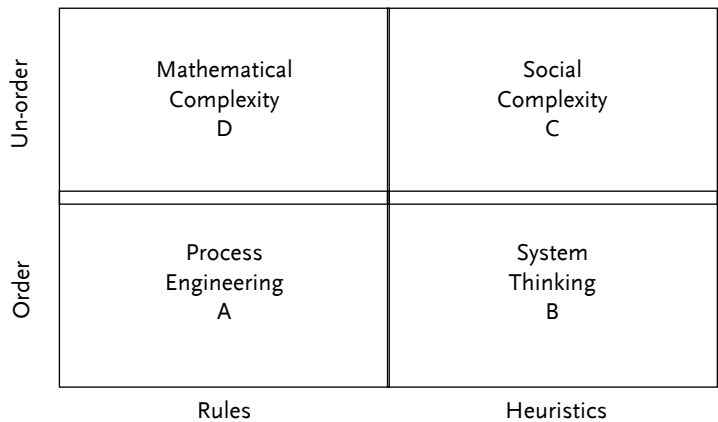 Un-order
Mathematical
Complexity
D
Social
Complexity
C
Order
Process
Engineering
A
System
Thinking
B
Rules
Heuristics